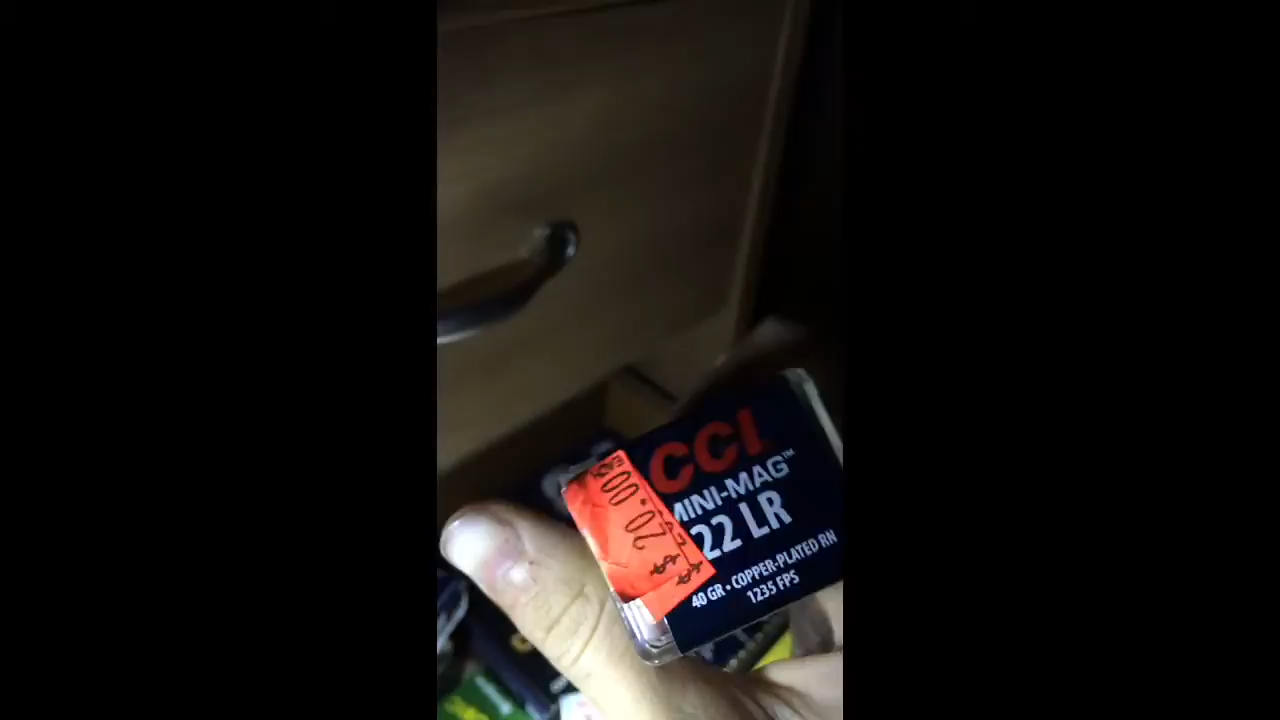 CCI
MINI-MAG™
22 LR
40 GR • COPPER-PLATED RN
1235 FPS
$20.00